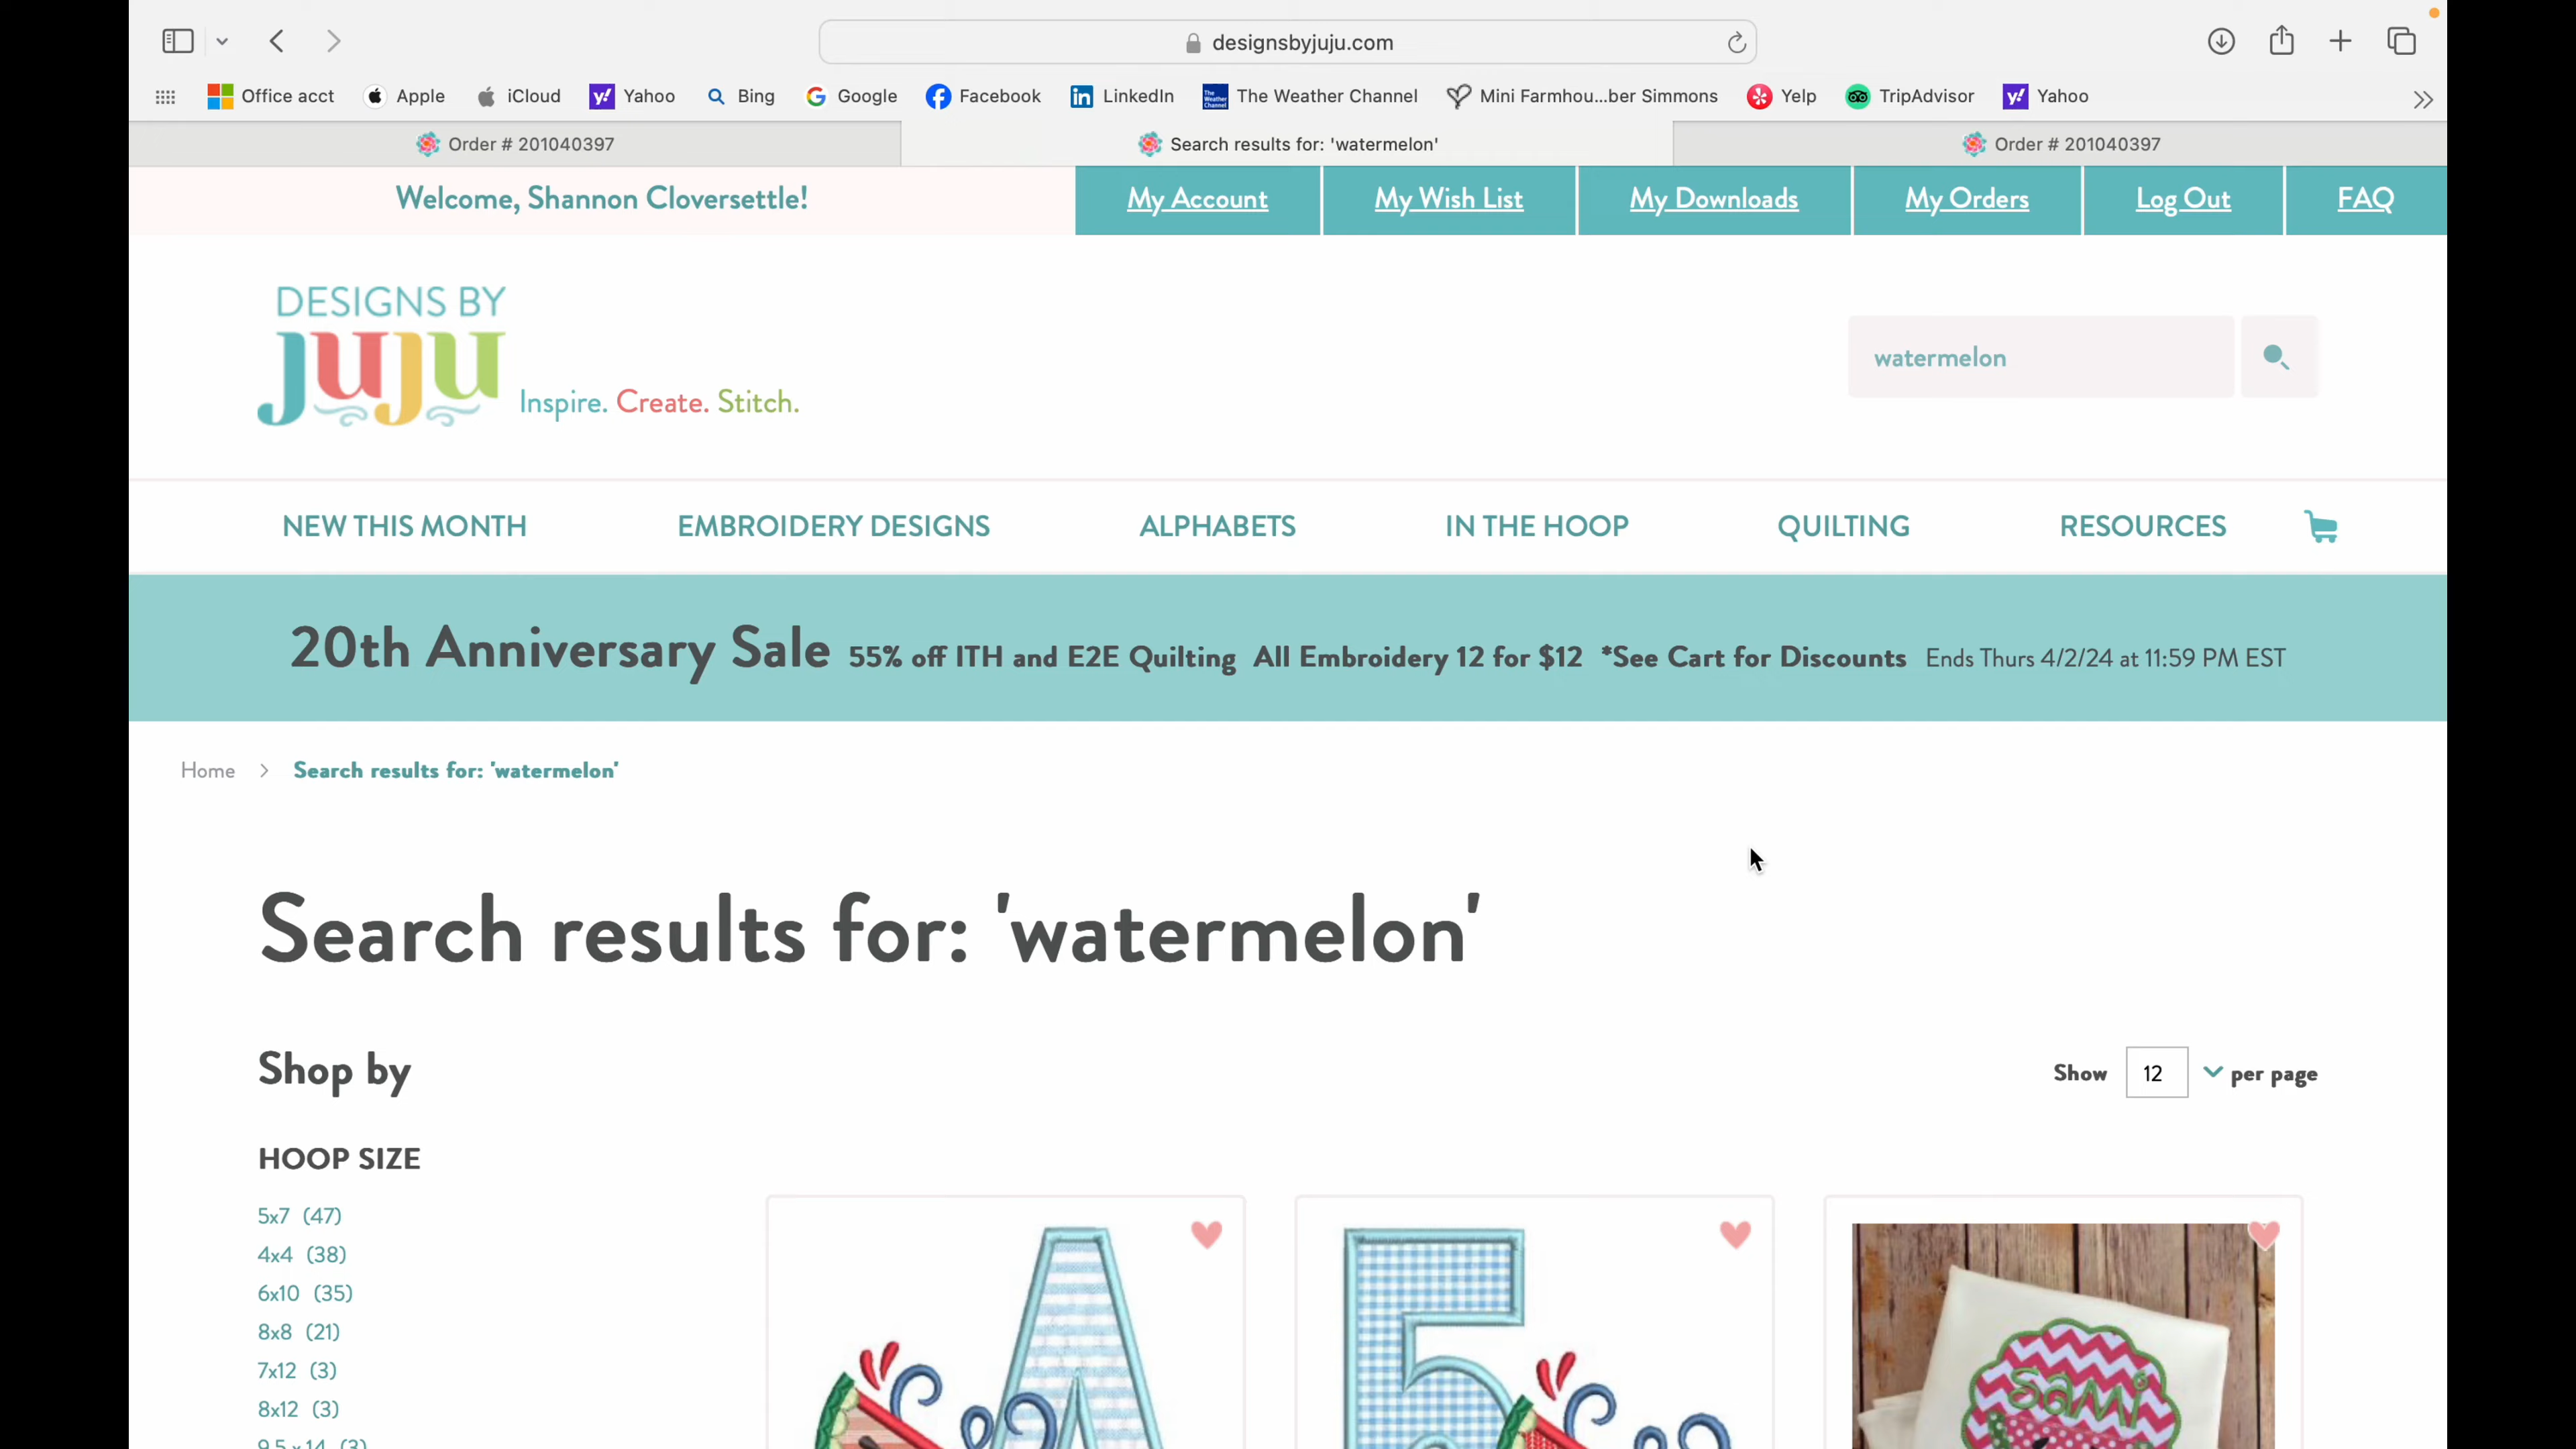 designsbyjuju.com
Office acct Apple iCloud Yahoo Bing Google Facebook LinkedIn The Weather Channel Mini Farmhou...ber Simmons Yelp TripAdvisor Yahoo
Order # 201040397 Search results for: 'watermelon' Order # 201040397
Welcome, Shannon Cloversettle! My Account My Wish List My Downloads My Orders Log Out FAQ
DESIGNS BY
juju Inspire. Create. Stitch.
watermelon
NEW THIS MONTH EMBROIDERY DESIGNS ALPHABETS IN THE HOOP QUILTING RESOURCES
20th Anniversary Sale 55% off ITH and E2E Quilting All Embroidery 12 for $12 *See Cart for Discounts Ends Thurs 4/2/24 at 11:59 PM EST
Home > Search results for: 'watermelon'
Search results for: 'watermelon'
Shop by
Show 12 per page
HOOP SIZE
5x7 (47)
4x4 (38)
6x10 (35)
8x8 (21)
7x12 (3)
8x12 (3)
9.5 x 14 (3)
A
5
SAMi